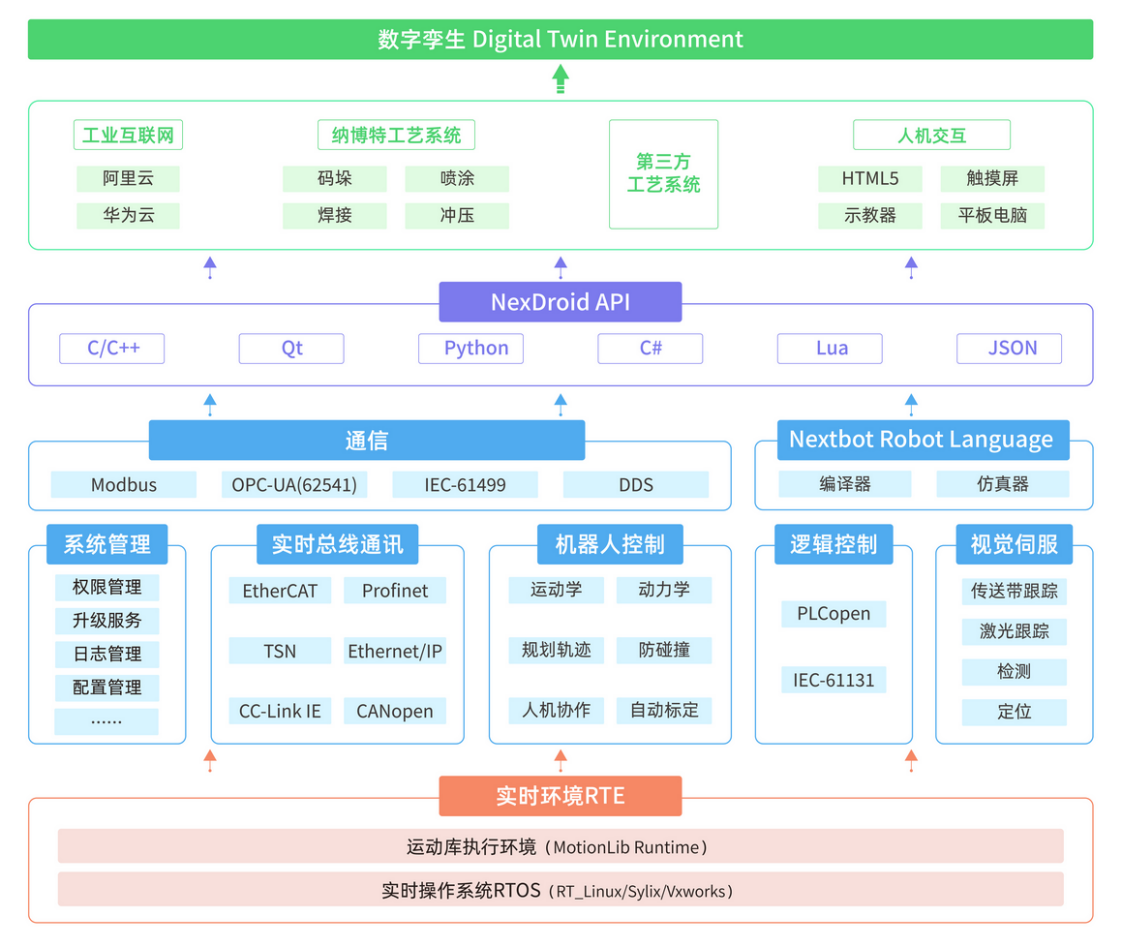 数字孪生 Digital Twin Environment
工业互联网
阿里云
华为云
纳博特工艺系统
码垛
喷涂
焊接
冲压
第三方
工艺系统
人机交互
HTML5
触摸屏
示教器
平板电脑
NexDroid API
C/C++
Qt
Python
C#
Lua
JSON
通信
Modbus
OPC-UA(62541)
IEC-61499
DDS
Nextbot Robot Language
编译器
仿真器
系统管理
权限管理
升级服务
日志管理
配置管理
……
实时总线通讯
EtherCAT
Profinet
TSN
Ethernet/IP
CC-Link IE
CANopen
机器人控制
运动学
动力学
规划轨迹
防碰撞
人机协作
自动标定
逻辑控制
PLCopen
IEC-61131
视觉伺服
传送带跟踪
激光跟踪
检测
定位
实时环境RTE
运动库执行环境（MotionLib Runtime）
实时操作系统RTOS（RT_Linux/Sylix/Vxworks）